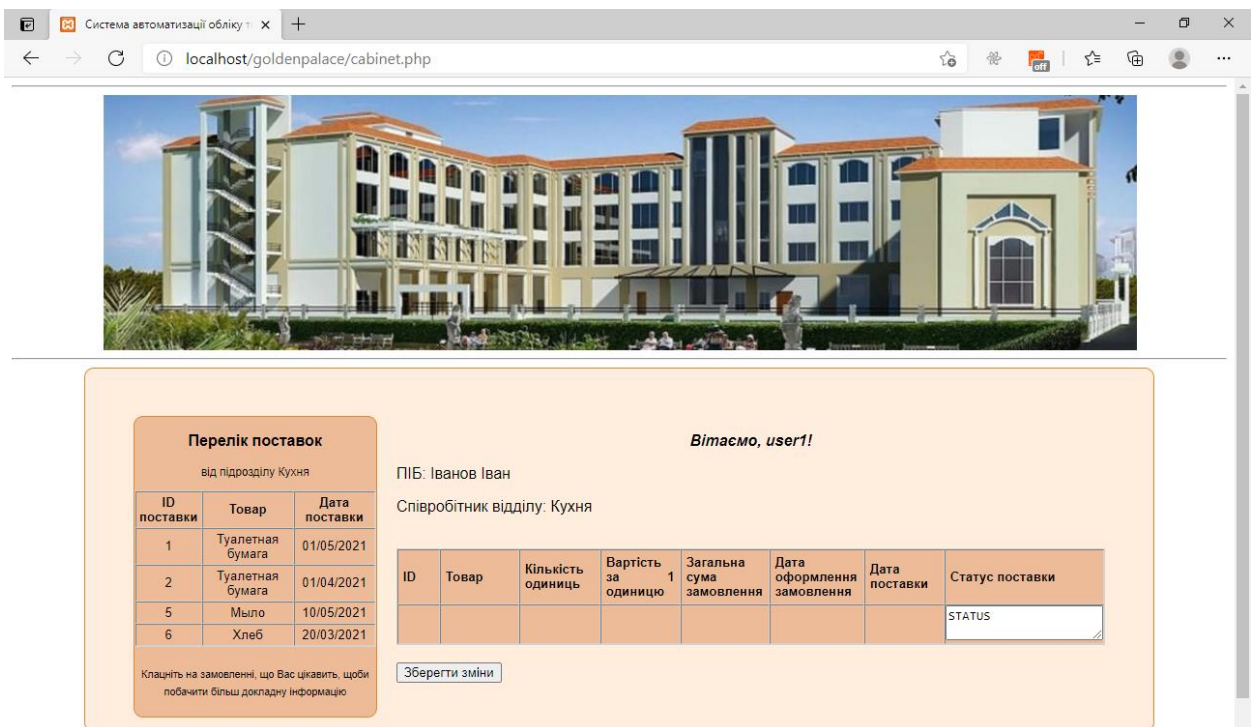 Система автоматизації обліку т
localhost/goldenpalace/cabinet.php
off
Перелік поставок
від підрозділу Кухня
ID поставки Товар Дата поставки
1 Туалетная бумага 01/05/2021
2 Туалетная бумага 01/04/2021
5 Мыло 10/05/2021
6 Хлеб 20/03/2021
Клацніть на замовленні, що Вас цікавить, щоби
побачити більш докладну інформацію
Вітаємо, user1!
ПІБ: Іванов Іван
Співробітник відділу: Кухня
ID Товар Кількість одиниць Вартість за 1 одиницю Загальна сума замовлення Дата оформлення замовлення Дата поставки Статус поставки
STATUS
Зберегти зміни